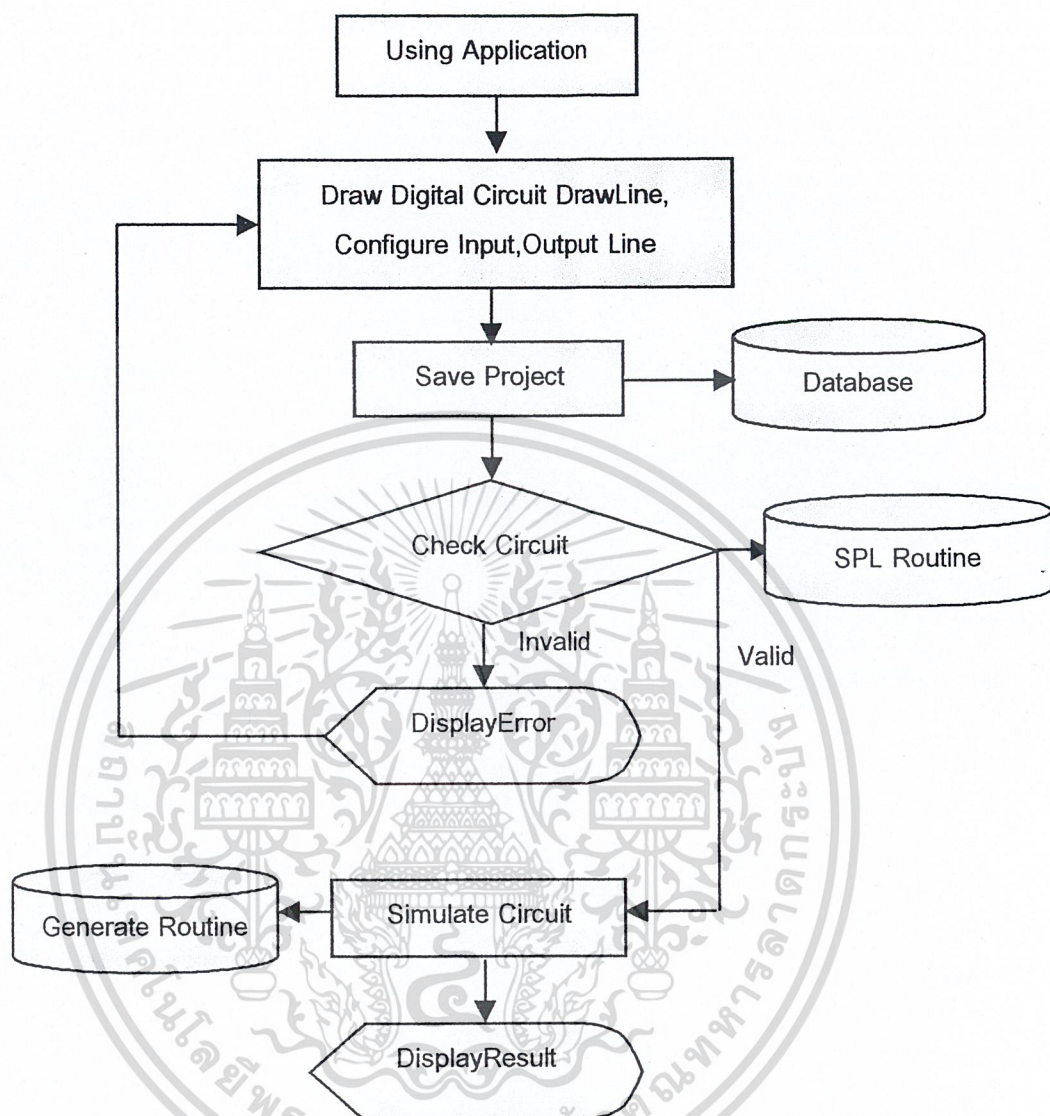 Using Application
Draw Digital Circuit DrawLine,
Configure Input,Output Line
Save Project
Database
Check Circuit
SPL Routine
Invalid
Valid
DisplayError
Simulate Circuit
Generate Routine
DisplayResult